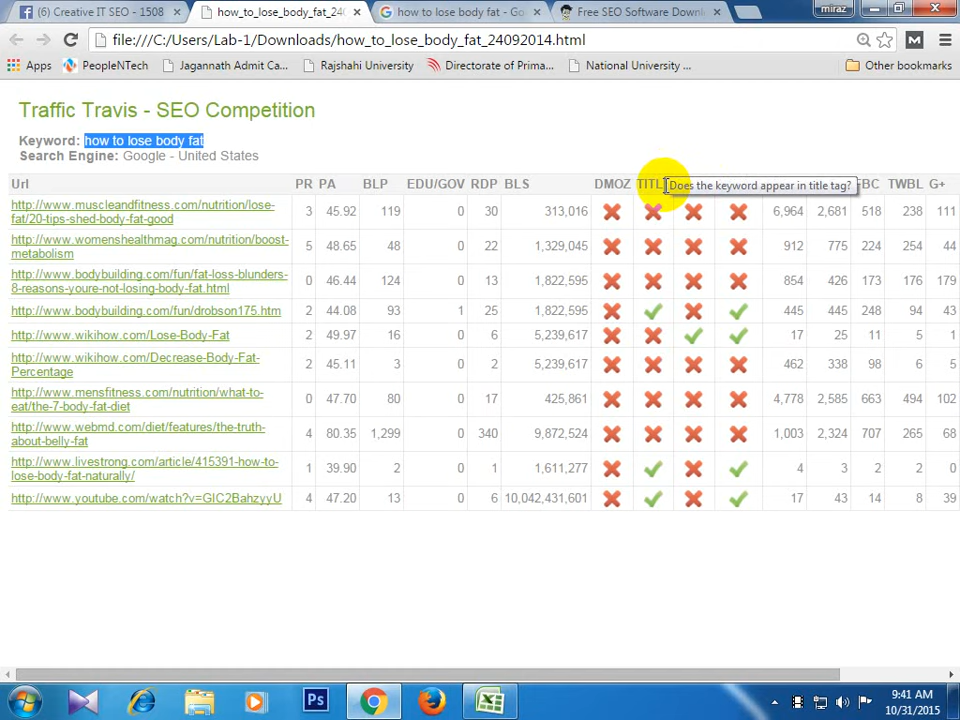 (6) Creative IT SEO - 1508
how_to_lose_body_fat_24(
how to lose body fat - Go
Free SEO Software Downl
miraz
file:///C:/Users/Lab-1/Downloads/how_to_lose_body_fat_24092014.html
Apps PeopleNTech Jagannath Admit Ca... Rajshahi University Directorate of Prima... National University ... Other bookmarks
Traffic Travis - SEO Competition
Keyword: how to lose body fat
Search Engine: Google - United States
Url PR PA BLP EDU/GOV RDP BLS DMOZ TITL Does the keyword appear in title tag? FBC TWBL G+
http://www.muscleandfitness.com/nutrition/lose-
fat/20-tips-shed-body-fat-good 3 45.92 119 0 30 313,016 6,964 2,681 518 238 111
http://www.womenshealthmag.com/nutrition/boost-
metabolism 5 48.65 48 0 22 1,329,045 912 775 224 254 44
http://www.bodybuilding.com/fun/fat-loss-blunders-
8-reasons-youre-not-losing-body-fat.html 0 46.44 124 0 13 1,822,595 854 426 173 176 179
http://www.bodybuilding.com/fun/drobson175.htm 2 44.08 93 1 25 1,822,595 445 445 248 94 43
http://www.wikihow.com/Lose-Body-Fat 2 49.97 16 0 6 5,239,617 17 25 11 5 1
http://www.wikihow.com/Decrease-Body-Fat-
Percentage 2 45.11 3 0 2 5,239,617 462 338 98 6 5
http://www.mensfitness.com/nutrition/what-to-
eat/the-7-body-fat-diet 0 47.70 80 0 17 425,861 4,778 2,585 663 494 102
http://www.webmd.com/diet/features/the-truth-
about-belly-fat 4 80.35 1,299 0 340 9,872,524 1,003 2,324 707 265 68
http://www.livestrong.com/article/415391-how-to-
lose-body-fat-naturally/ 1 39.90 2 0 1 1,611,277 4 3 2 2 0
http://www.youtube.com/watch?v=GIC2BahzyyU 4 47.20 13 0 6 10,042,431,601 17 43 14 8 39
Ps
9:41 AM
10/31/2015